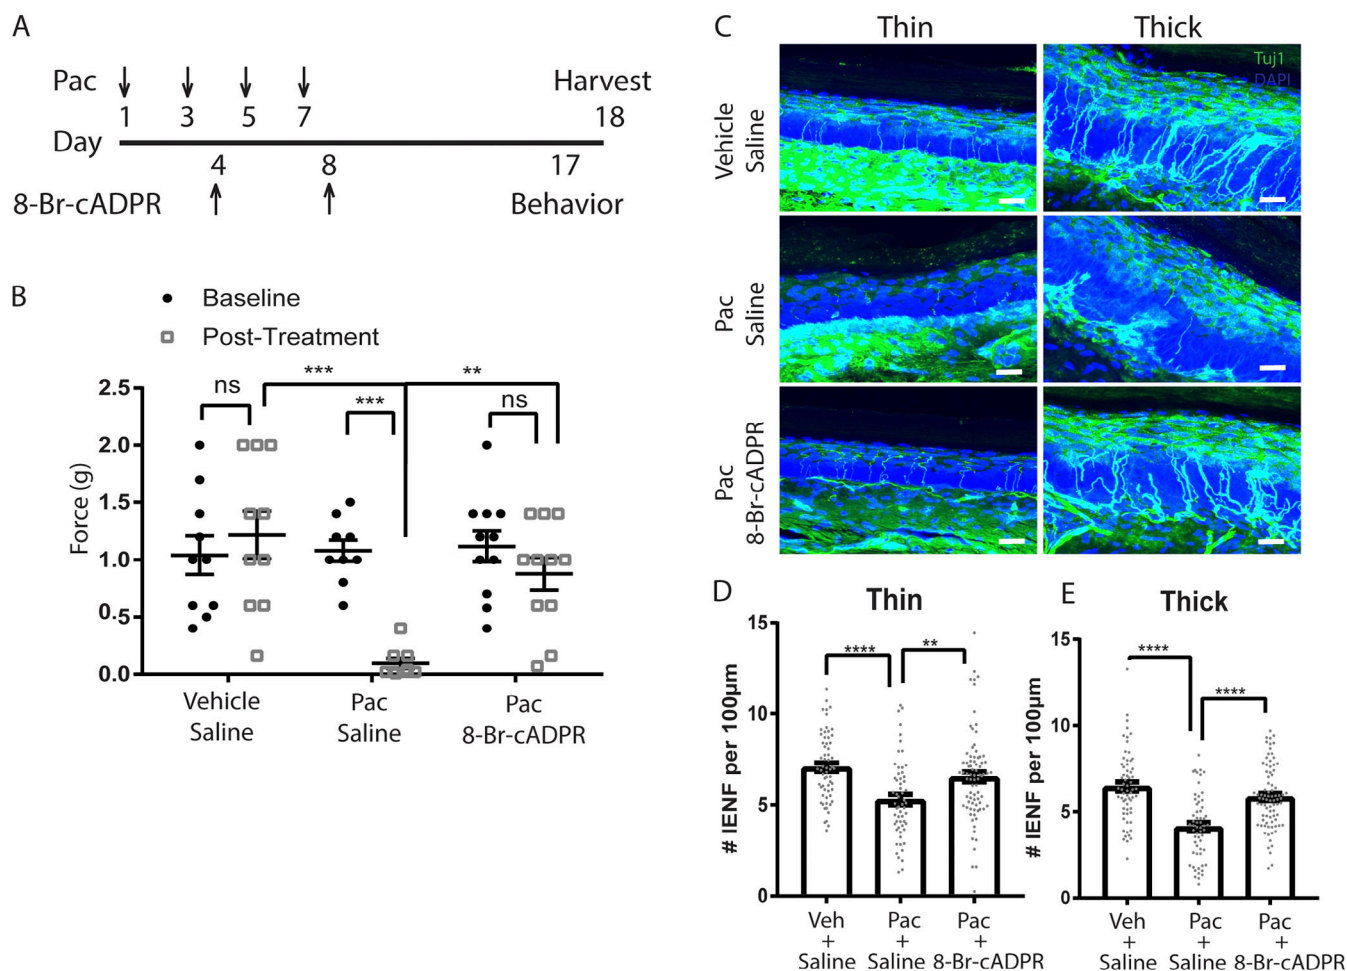 A
Pac
1 3 5 7
Harvest
18
Day
4 8 17
8-Br-cADPR
Behavior
B
Baseline
Post-Treatment
ns
***
***
**
ns
2.5
2.0
1.5
1.0
0.5
0.0
Force (g)
Vehicle
Saline
Pac
Saline
Pac
8-Br-cADPR
C
Thin
Thick
Tuj1
DAPI
Vehicle
Saline
Pac
Saline
Pac
8-Br-cADPR
D
Thin
15
10
5
0
# IENF per 100µm
****
**
Veh
+
Saline
Pac
+
Saline
Pac
+
8-Br-cADPR
E
Thick
15
10
5
0
# IENF per 100µm
****
****
Veh
+
Saline
Pac
+
Saline
Pac
+
8-Br-cADPR